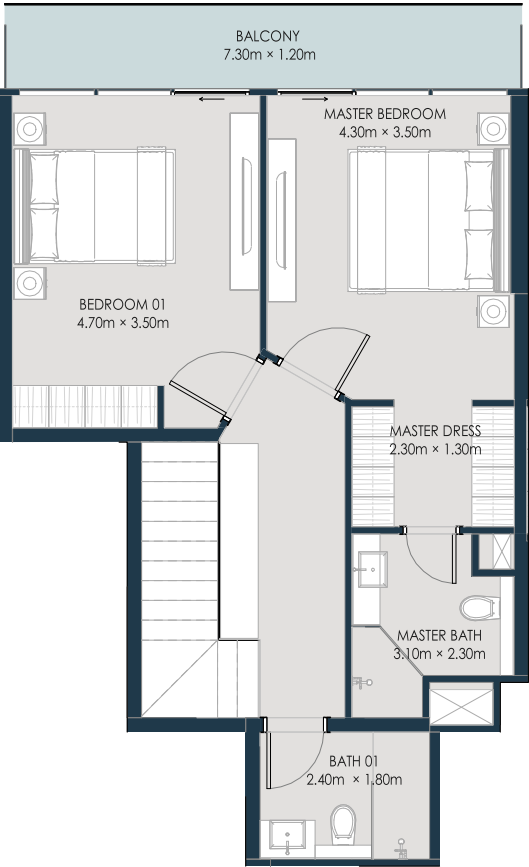 BALCONY
7.30m × 1.20m
MASTER BEDROOM
4.30m × 3.50m
BEDROOM 01
4.70m × 3.50m
MASTER DRESS
2.30m × 1.30m
MASTER BATH
3.10m × 2.30m
BATH 01
2.40m × 1.80m